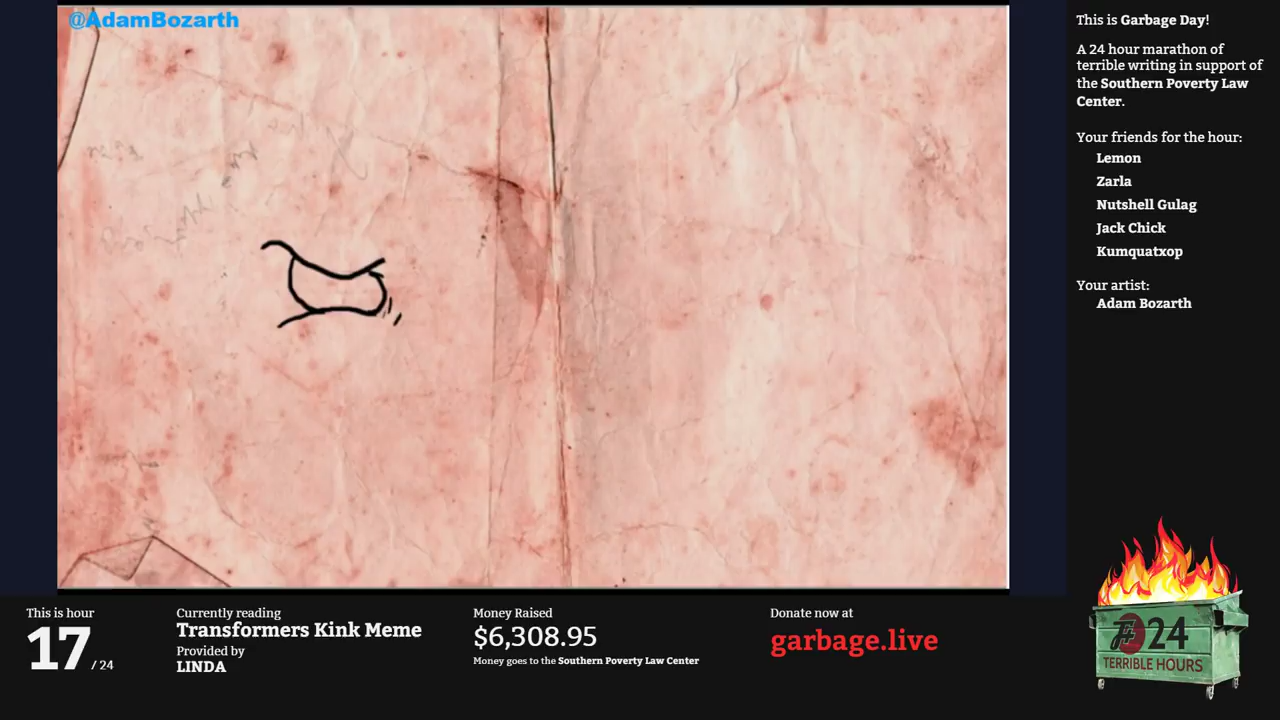 @AdamBozarth
This is Garbage Day!
A 24 hour marathon of
terrible writing in support of
the Southern Poverty Law
Center.
Your friends for the hour:
Lemon
Zarla
Nutshell Gulag
Jack Chick
Kumquatxop
Your artist:
Adam Bozarth
This is hour
17 / 24
Currently reading
Transformers Kink Meme
Provided by
LINDA
Money Raised
$6,308.95
Money goes to the Southern Poverty Law Center
Donate now at
garbage.live
24
TERRIBLE HOURS